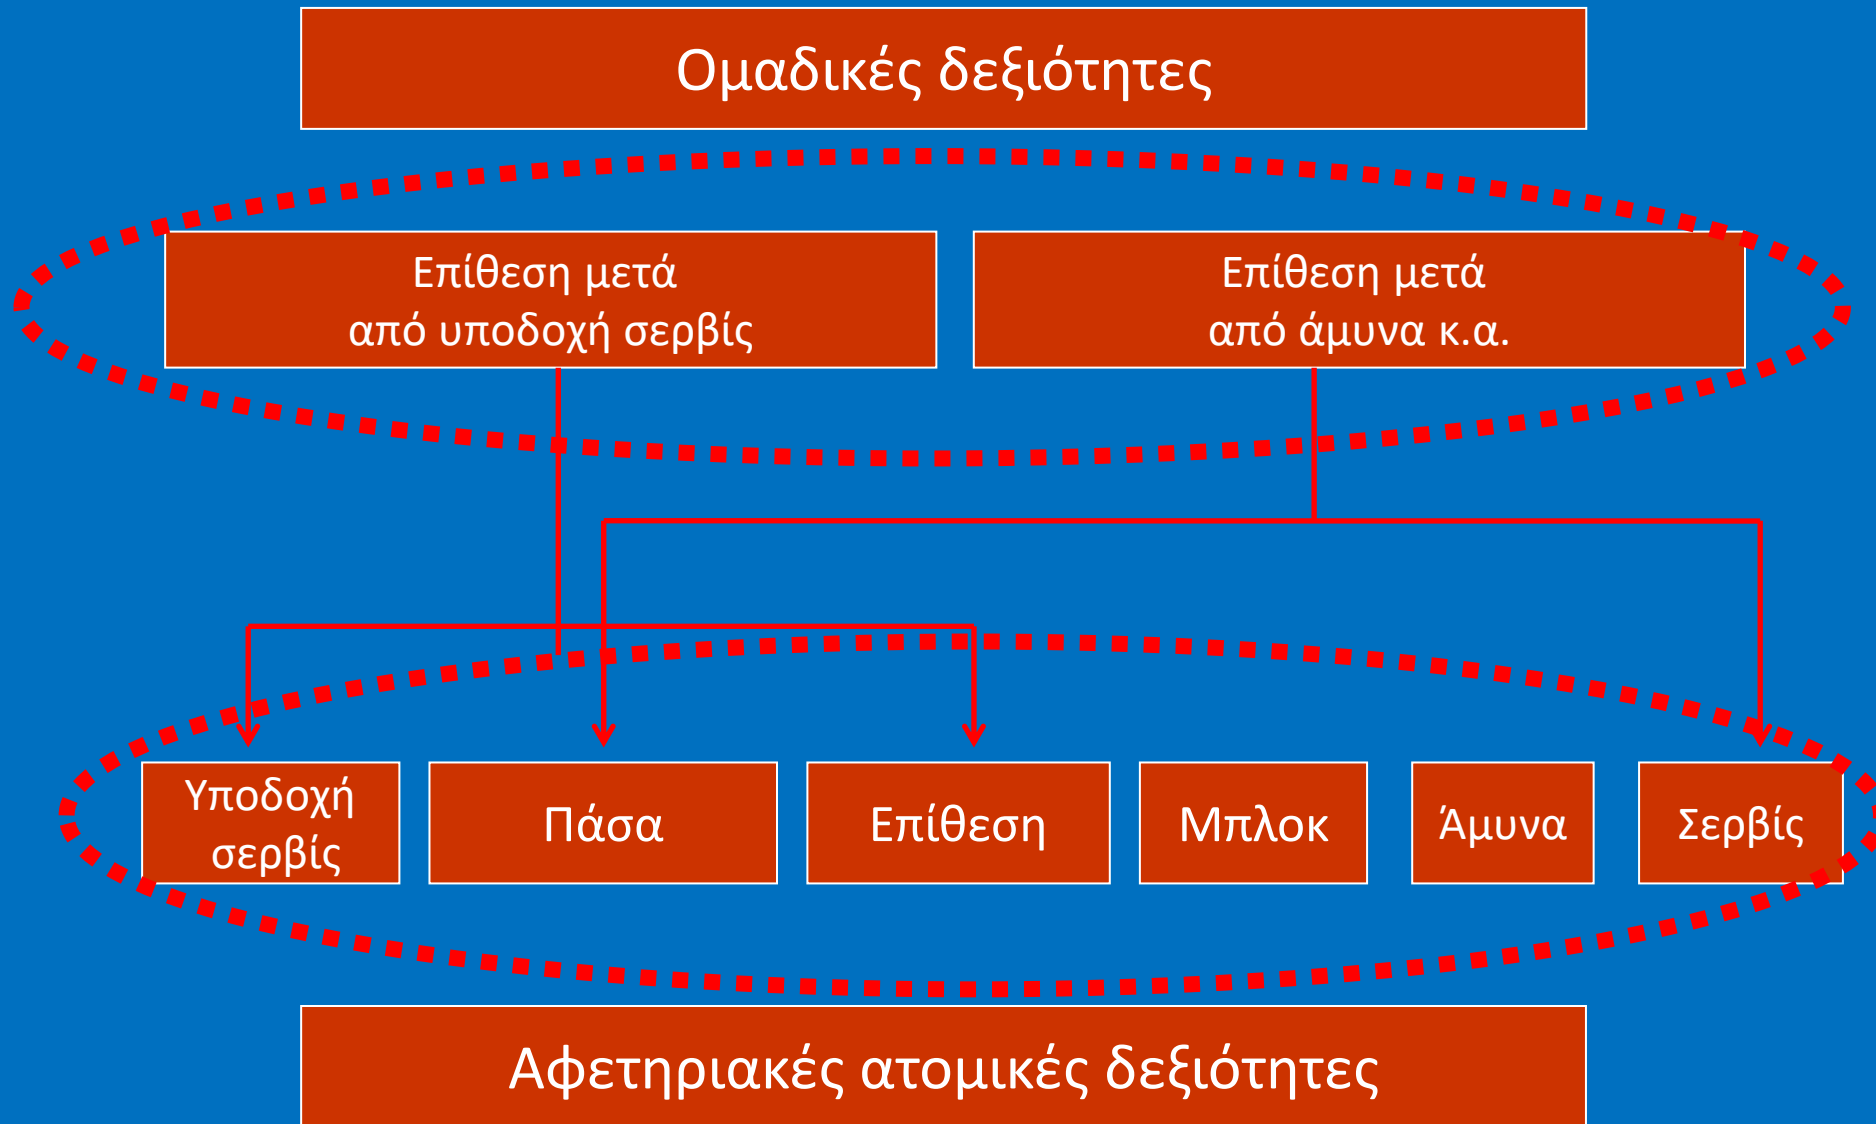 Ομαδικές δεξιότητες
Επίθεση μετά
από υποδοχή σερβίς
Επίθεση μετά
από άμυνα κ.α.
Υποδοχή
σερβίς
Πάσα
Επίθεση
Μπλοκ
Άμυνα
Σερβίς
Αφετηριακές ατομικές δεξιότητες